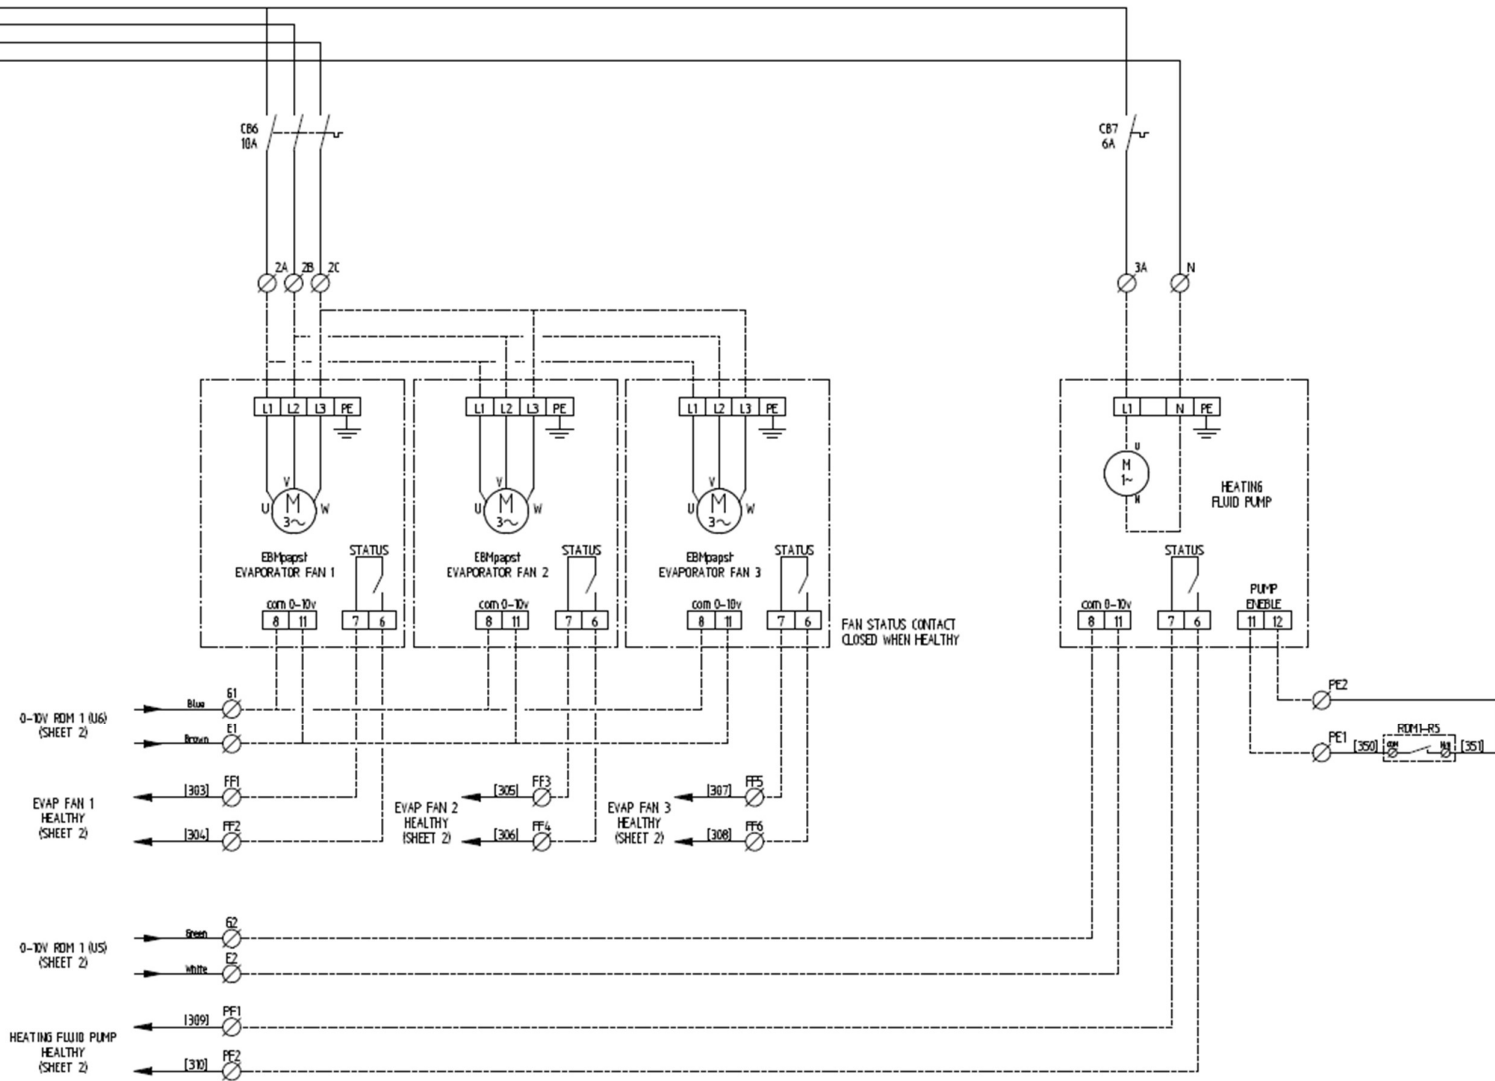 CB6
10A
CB7
6A
2A 2B 2C
3A N
L1 L2 L3 PE
L1 L2 L3 PE
L1 L2 L3 PE
L1 N PE
U V W
M
3~
U V W
M
3~
U V W
M
3~
U
M
1~
HEATING
FLUID PUMP
EBMpapst
EVAPORATOR FAN 1
STATUS
EBMpapst
EVAPORATOR FAN 2
STATUS
EBMpapst
EVAPORATOR FAN 3
STATUS
STATUS
PUMP
ENEBLE
com 0-10v
8 11
7 6
com 0-10v
8 11
7 6
com 0-10v
8 11
7 6
FAN STATUS CONTACT
CLOSED WHEN HEALTHY
com 0-10v
8 11
7 6
11 12
0-10V RDM 1 (U6)
(SHEET 2)
Blue
G1
Brown
E1
PE2
PE1
[350]
RDM1-R5
COM
[351]
EVAP FAN 1
HEALTHY
(SHEET 2)
[303]
FF1
[304]
FF2
EVAP FAN 2
HEALTHY
(SHEET 2)
[305]
FF3
[306]
FF4
EVAP FAN 3
HEALTHY
(SHEET 2)
[307]
FF5
[308]
FF6
0-10V RDM 1 (U5)
(SHEET 2)
Green
G2
White
E2
HEATING FLUID PUMP
HEALTHY
(SHEET 2)
[309]
PF1
[310]
PF2